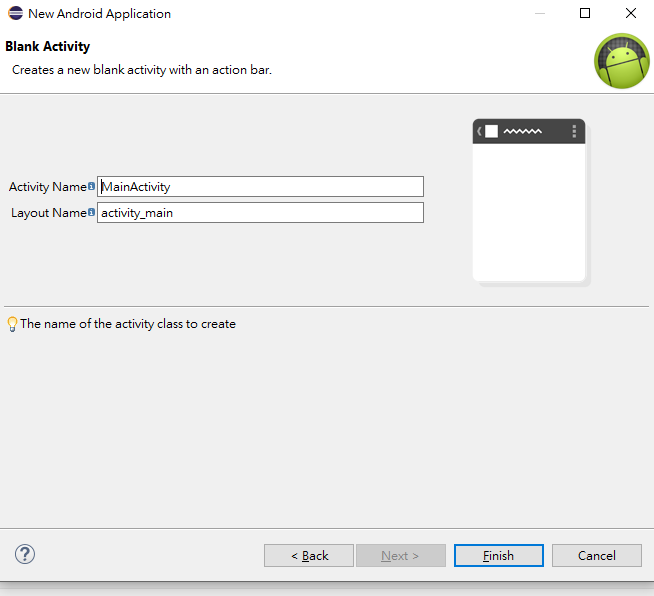 New Android Application
Blank Activity
Creates a new blank activity with an action bar.
Activity Name MainActivity
Layout Name activity_main
The name of the activity class to create
? < Back Next > Finish Cancel